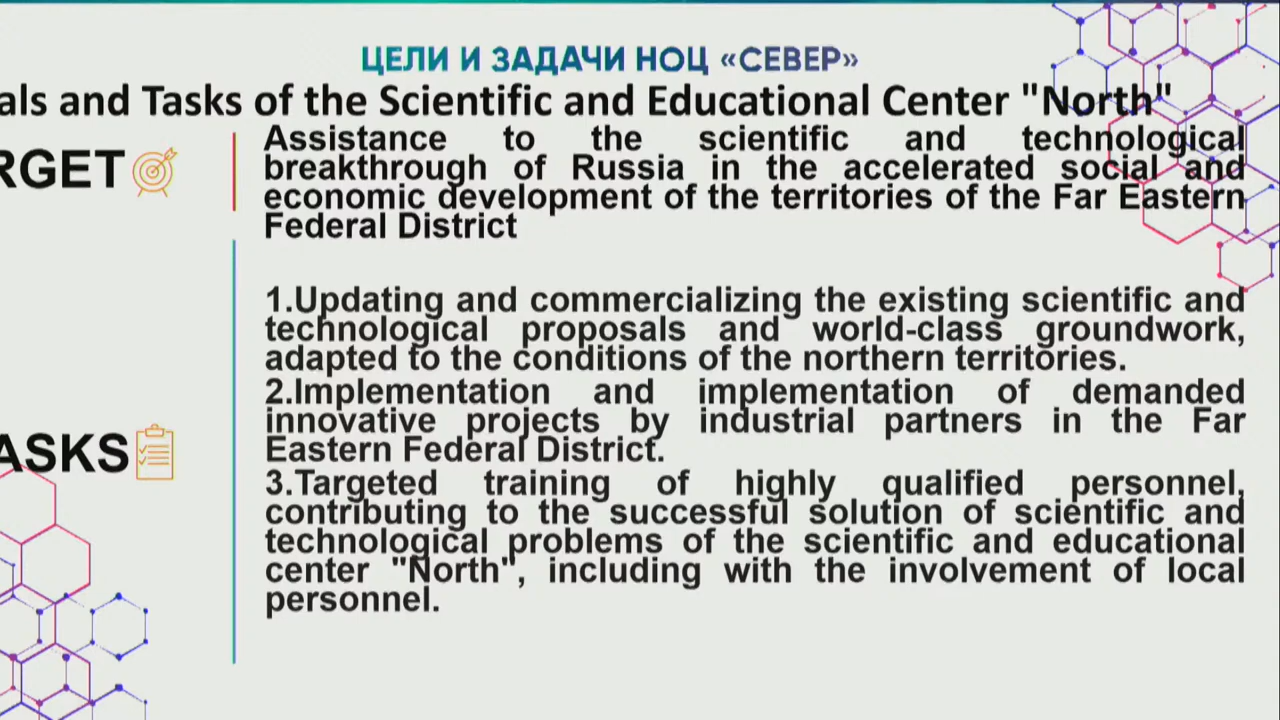 ЦЕЛИ И ЗАДАЧИ НОЦ «СЕВЕР»
als and Tasks of the Scientific and Educational Center "North"
RGET
Assistance to the scientific and technological
breakthrough of Russia in the accelerated social and
economic development of the territories of the Far Eastern
Federal District
1.Updating and commercializing the existing scientific and
technological proposals and world-class groundwork,
adapted to the conditions of the northern territories.
2.Implementation and implementation of demanded
innovative projects by industrial partners in the Far
Eastern Federal District.
ASKS
3.Targeted training of highly qualified personnel,
contributing to the successful solution of scientific and
technological problems of the scientific and educational
center "North", including with the involvement of local
personnel.